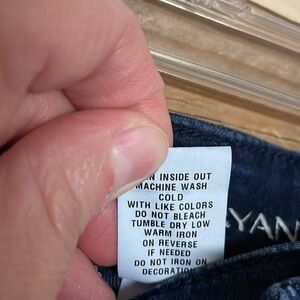 INSIDE OUT
MACHINE WASH
COLD
WITH LIKE COLORS
DO NOT BLEACH
TUMBLE DRY LOW
WARM IRON
ON REVERSE
IF NEEDED
DO NOT IRON ON
DECORATION
YAN